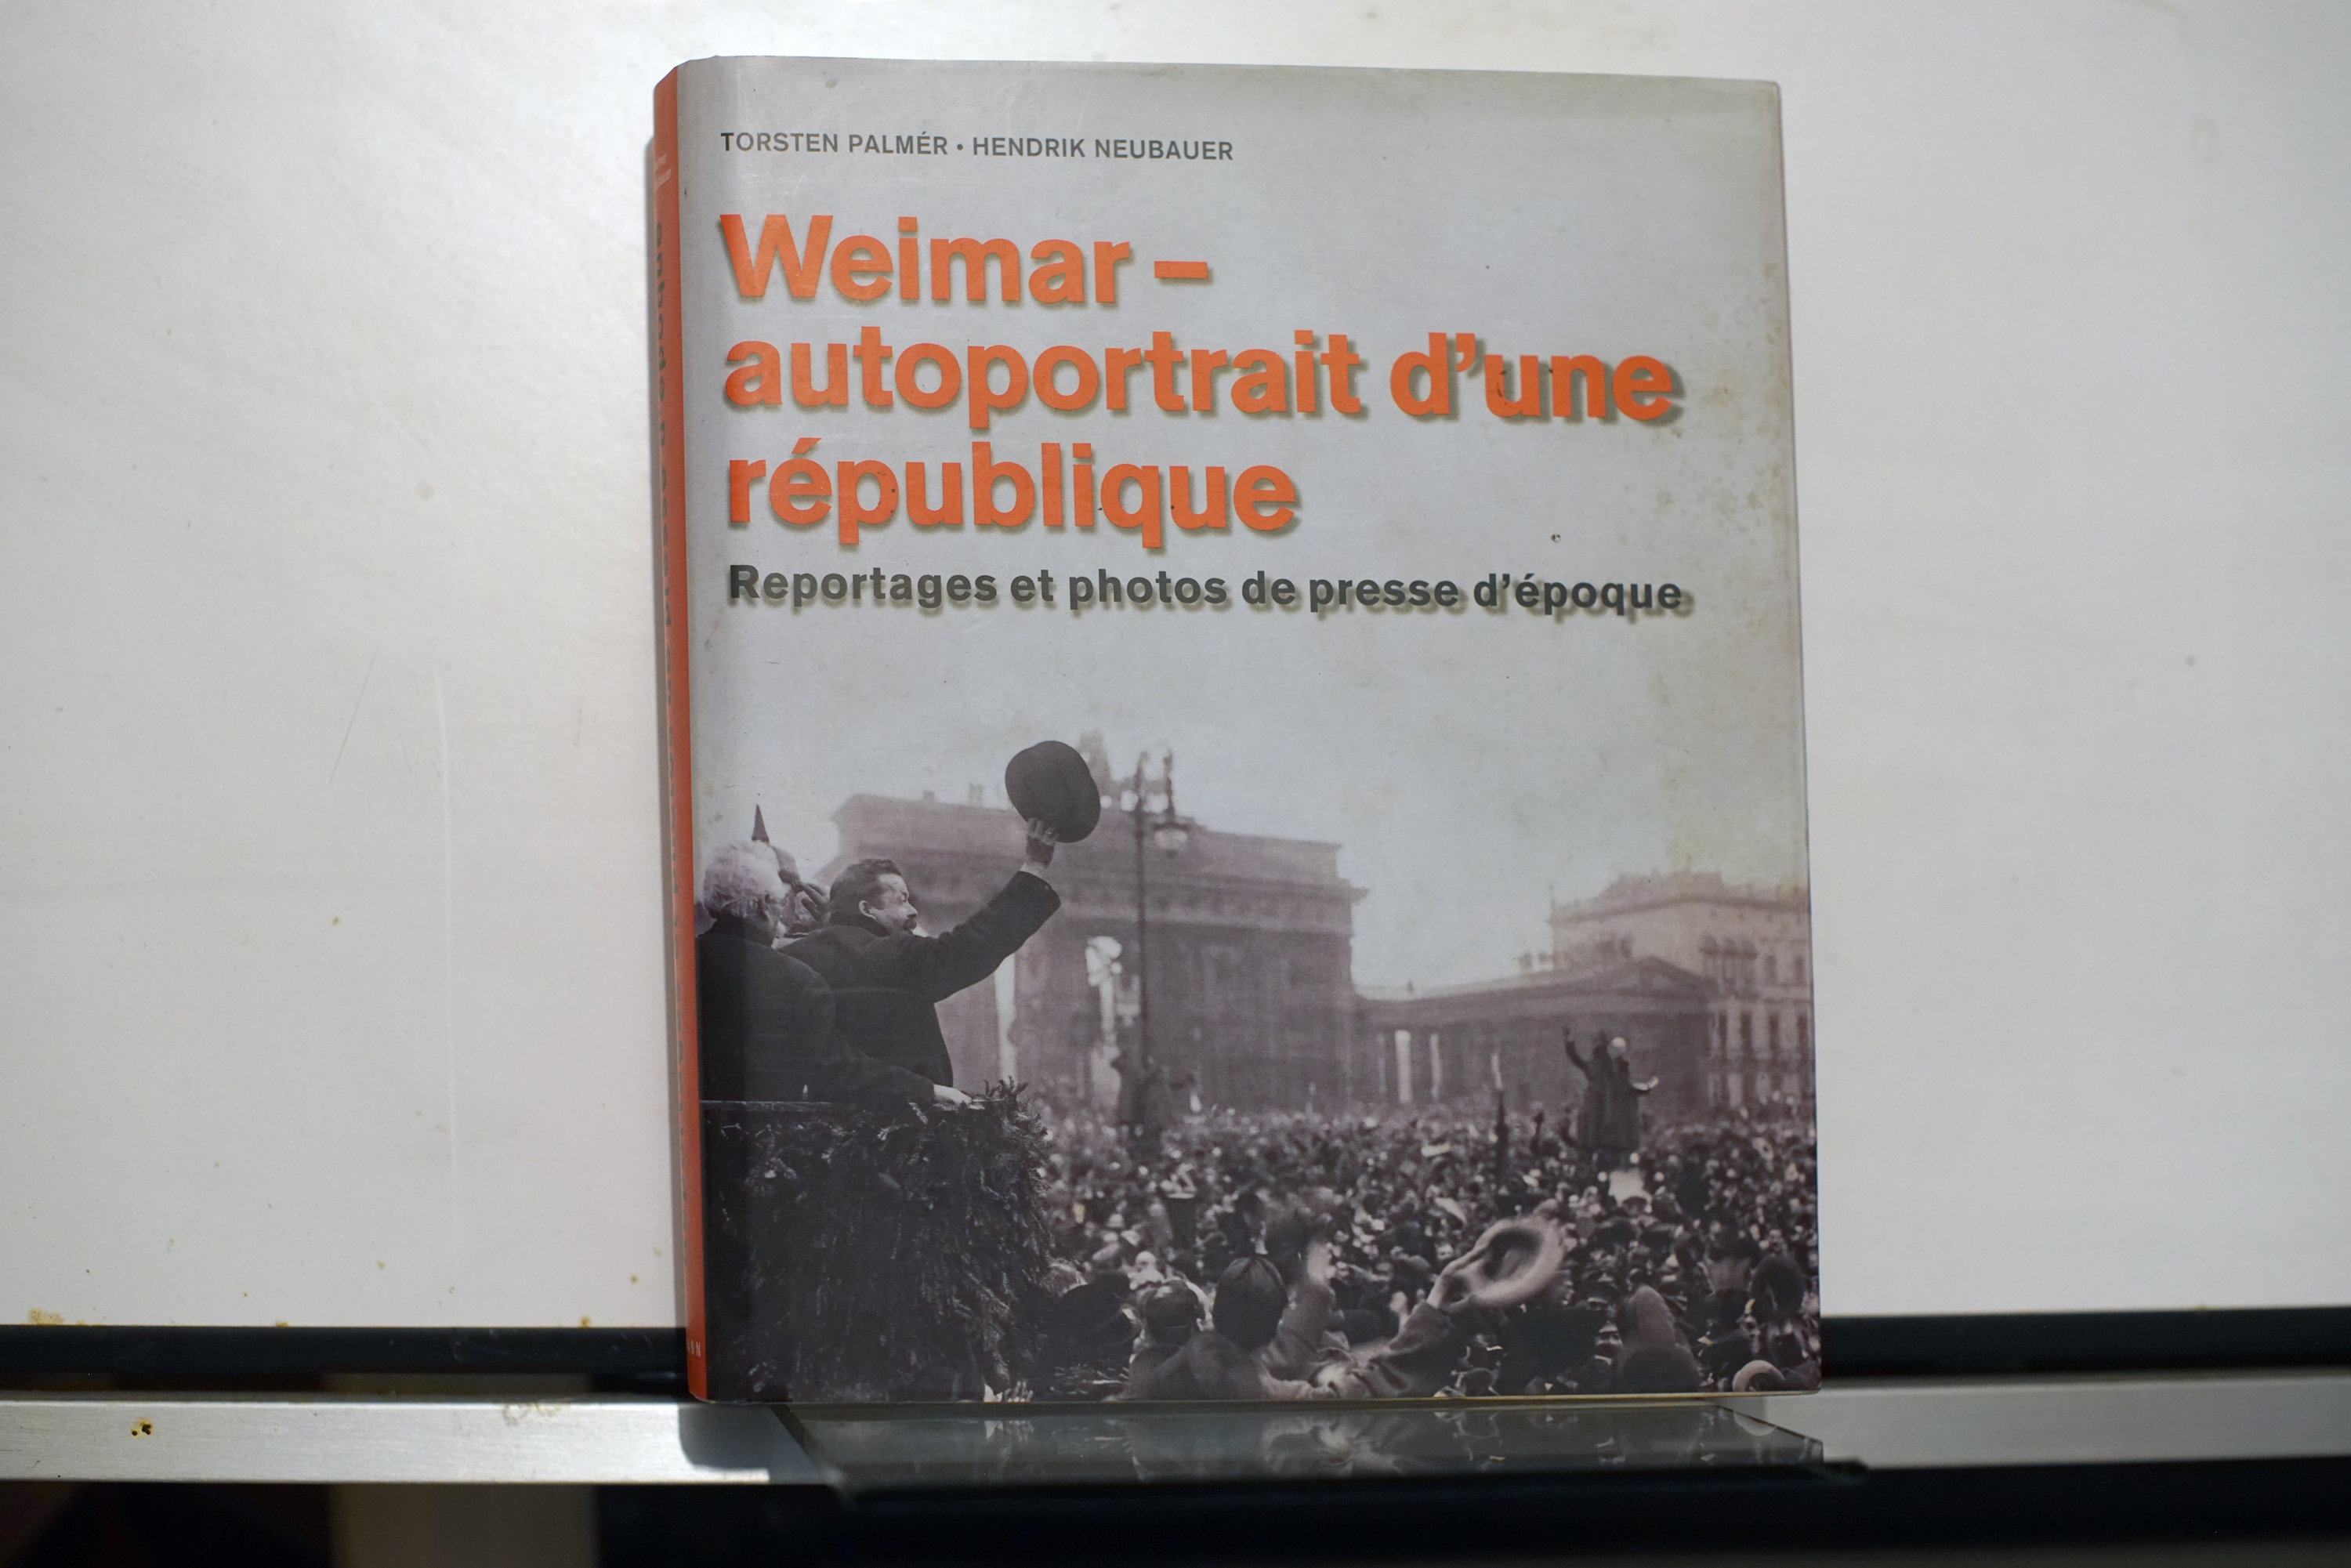 TORSTEN PALMÉR • HENDRIK NEUBAUER
Weimar –
autoportrait d’une
république
Reportages et photos de presse d’époque